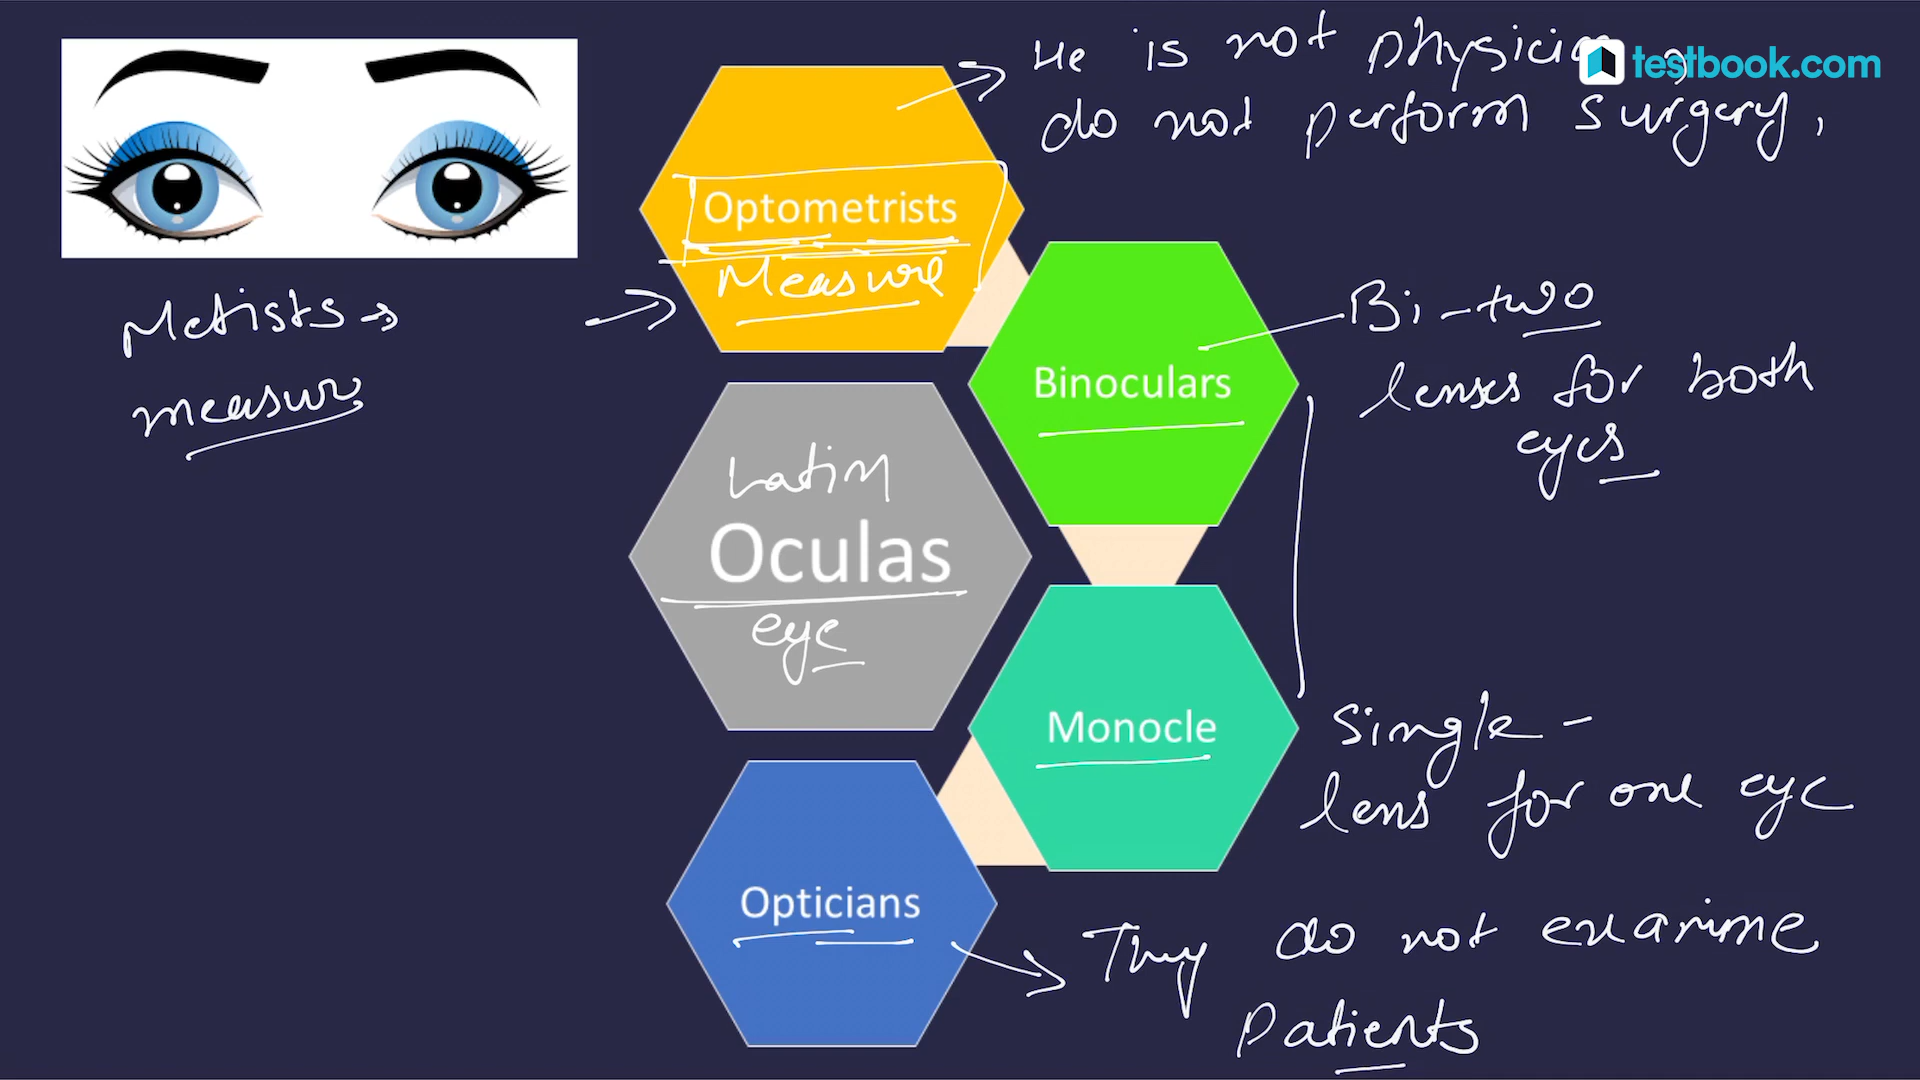 He is not physician
testbook.com
do not perform surgery,
Optometrists
Measure
Metists →
measure
Bi - two
lenses for both
eyes
Binoculars
Latin
Oculas
eye
Monocle
Single -
lens for one eye
Opticians
They do not examine
patients